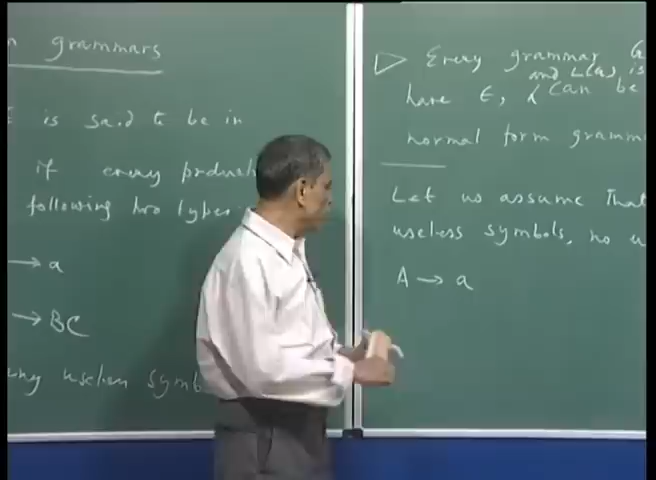 grammars
is said to be in
if every produc
following two types
→ a
→ BC
useless symb
▷ Every grammar G
and L(G) is
have ϵ, can be
normal form gramm
Let us assume that
useless symbols, no u
A → a